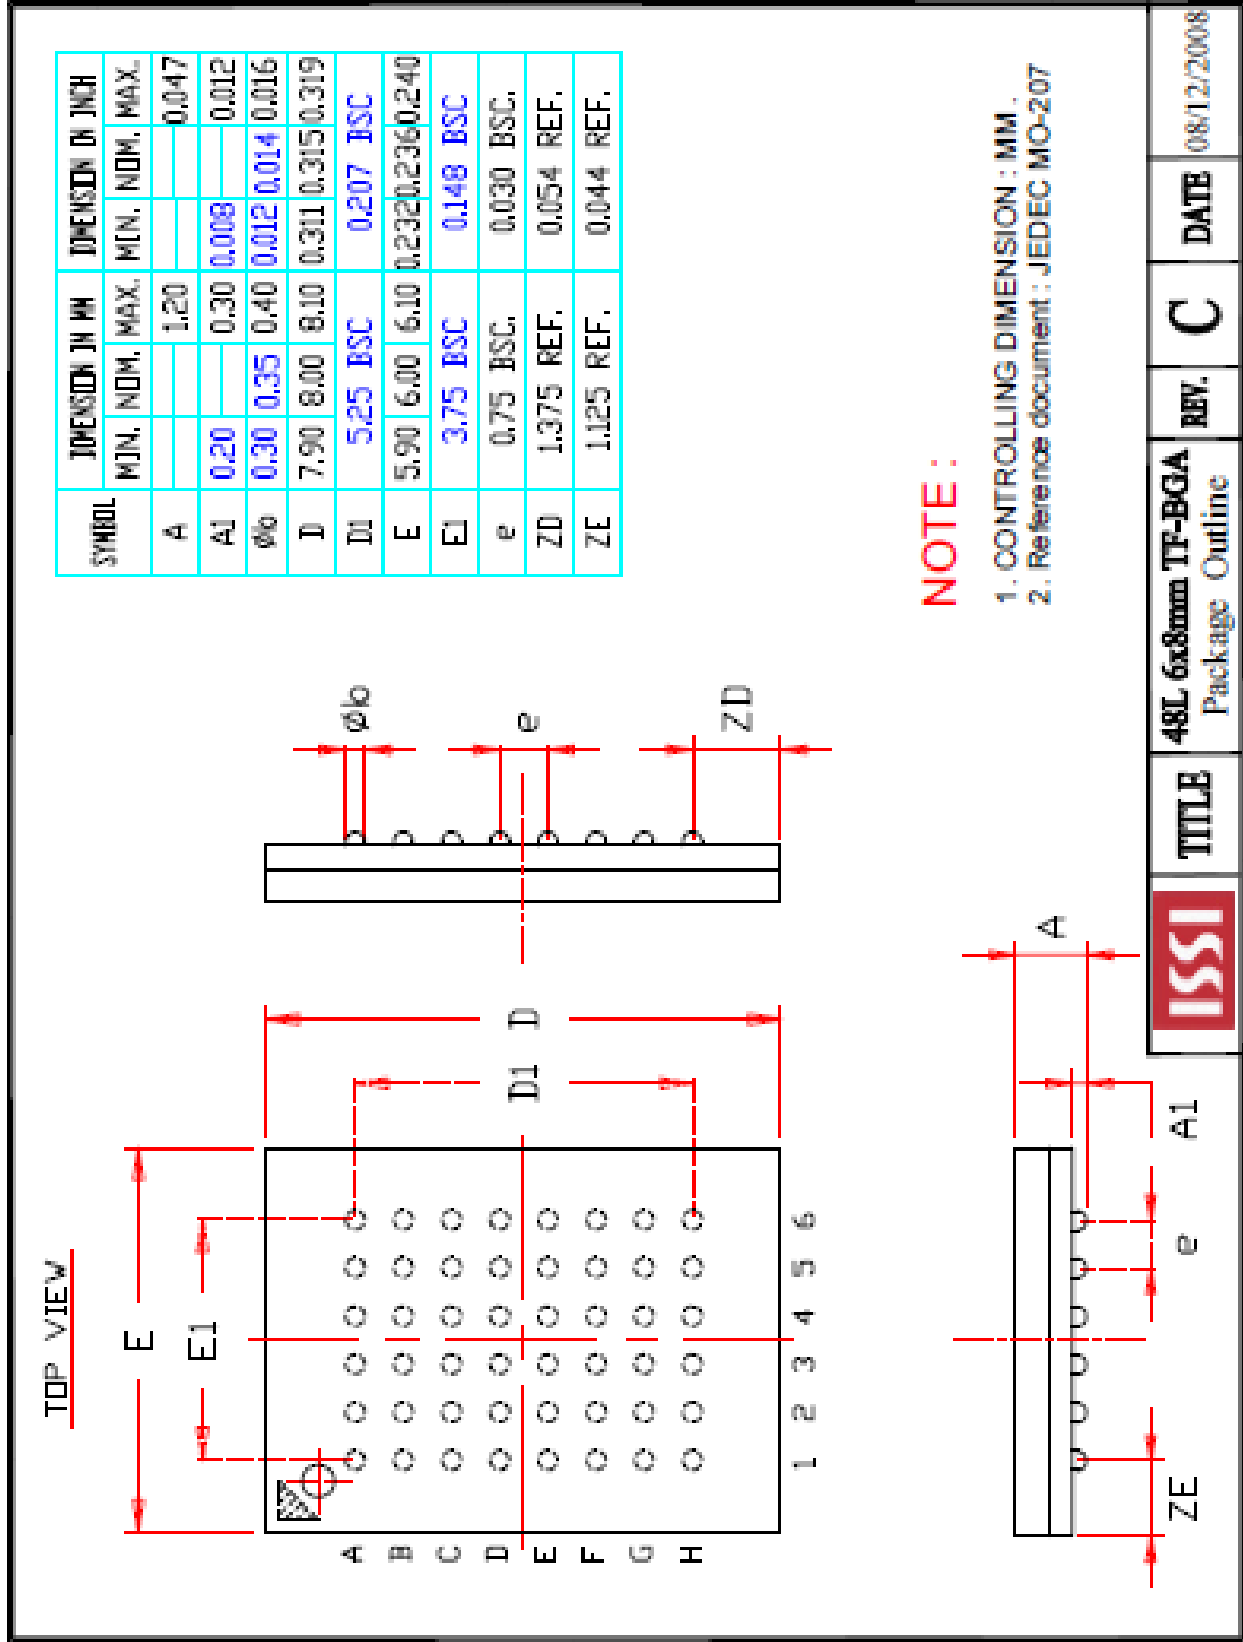 TOP VIEW
E
E1
A
B
C
D
E
F
G
H
1 2 3 4 5 6
D1
D
Øb
e
ZD
ZE
e
A1
A
SYMBOL DIMENSION IN MM DIMENSION IN INCH
MIN. NOM. MAX. MIN. NOM. MAX.
A 1.20 0.047
A1 0.20 0.30 0.008 0.012
Øb 0.30 0.35 0.40 0.012 0.014 0.016
D 7.90 8.00 8.10 0.311 0.315 0.319
D1 5.25 BSC 0.207 BSC
E 5.90 6.00 6.10 0.232 0.236 0.240
E1 3.75 BSC 0.148 BSC
e 0.75 BSC. 0.030 BSC.
ZD 1.375 REF. 0.054 REF.
ZE 1.125 REF. 0.044 REF.
NOTE :
1. CONTROLLING DIMENSION : MM .
2. Reference document : JEDEC MO-207
ISSI TITLE 48L 6x8mm TF-BGA
Package Outline
REV. C DATE 08/12/2008